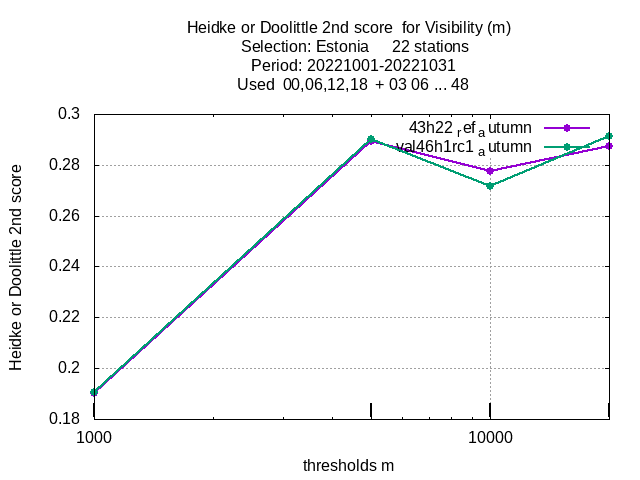 Heidke or Doolittle 2nd score  for Visibility (m)
Selection: Estonia     22 stations
Period: 20221001-20221031
Used  00,06,12,18  + 03 06 ... 48
43h22 ref autumn
val46h1rc1 autumn
0.3
0.28
0.26
0.24
0.22
0.2
0.18
Heidke or Doolittle 2nd score
1000 10000
thresholds m